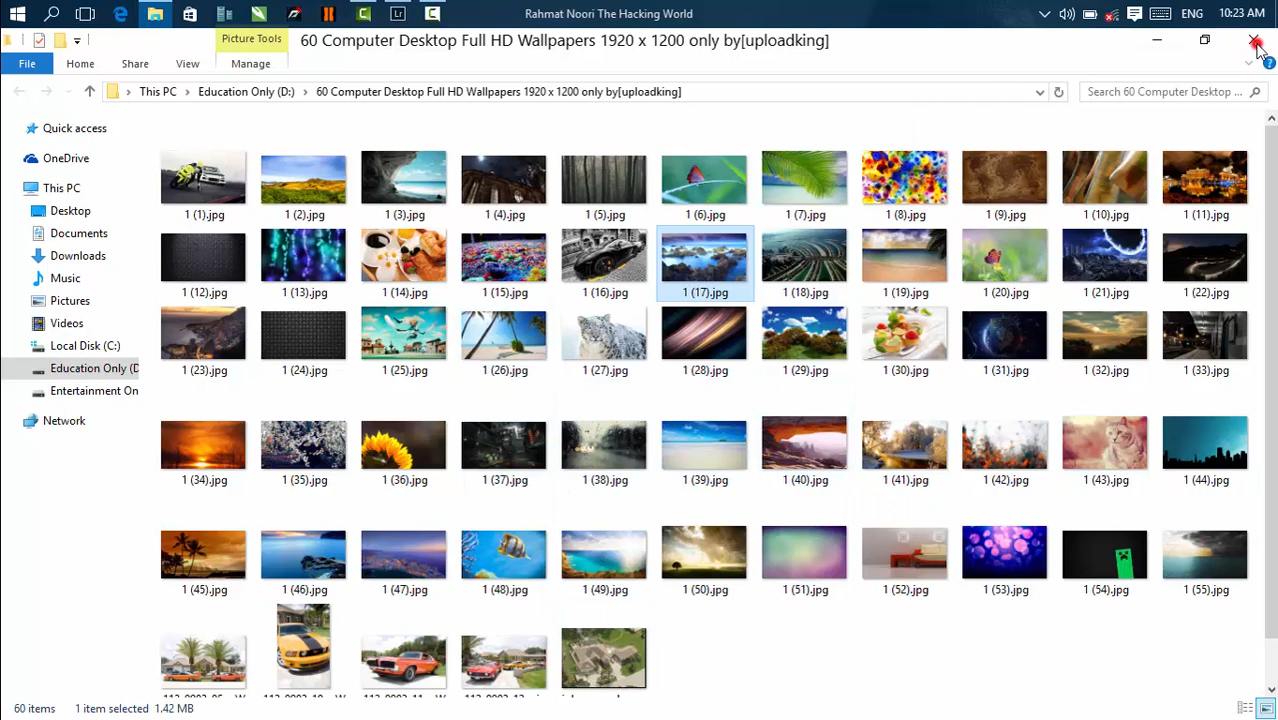 Rahmat Noori The Hacking World
ENG
10:23 AM
Picture Tools
60 Computer Desktop Full HD Wallpapers 1920 x 1200 only by[uploadking]
File
Home
Share
View
Manage
This PC
Education Only (D:)
60 Computer Desktop Full HD Wallpapers 1920 x 1200 only by[uploadking]
Search 60 Computer Desktop ...
Quick access
OneDrive
This PC
Desktop
Documents
Downloads
Music
Pictures
Videos
Local Disk (C:)
Education Only (D
Entertainment On
Network
1 (1).jpg 1 (2).jpg 1 (3).jpg 1 (4).jpg 1 (5).jpg 1 (6).jpg 1 (7).jpg 1 (8).jpg 1 (9).jpg 1 (10).jpg 1 (11).jpg
1 (12).jpg 1 (13).jpg 1 (14).jpg 1 (15).jpg 1 (16).jpg 1 (17).jpg 1 (18).jpg 1 (19).jpg 1 (20).jpg 1 (21).jpg 1 (22).jpg
1 (23).jpg 1 (24).jpg 1 (25).jpg 1 (26).jpg 1 (27).jpg 1 (28).jpg 1 (29).jpg 1 (30).jpg 1 (31).jpg 1 (32).jpg 1 (33).jpg
1 (34).jpg 1 (35).jpg 1 (36).jpg 1 (37).jpg 1 (38).jpg 1 (39).jpg 1 (40).jpg 1 (41).jpg 1 (42).jpg 1 (43).jpg 1 (44).jpg
1 (45).jpg 1 (46).jpg 1 (47).jpg 1 (48).jpg 1 (49).jpg 1 (50).jpg 1 (51).jpg 1 (52).jpg 1 (53).jpg 1 (54).jpg 1 (55).jpg
60 items
1 item selected 1.42 MB